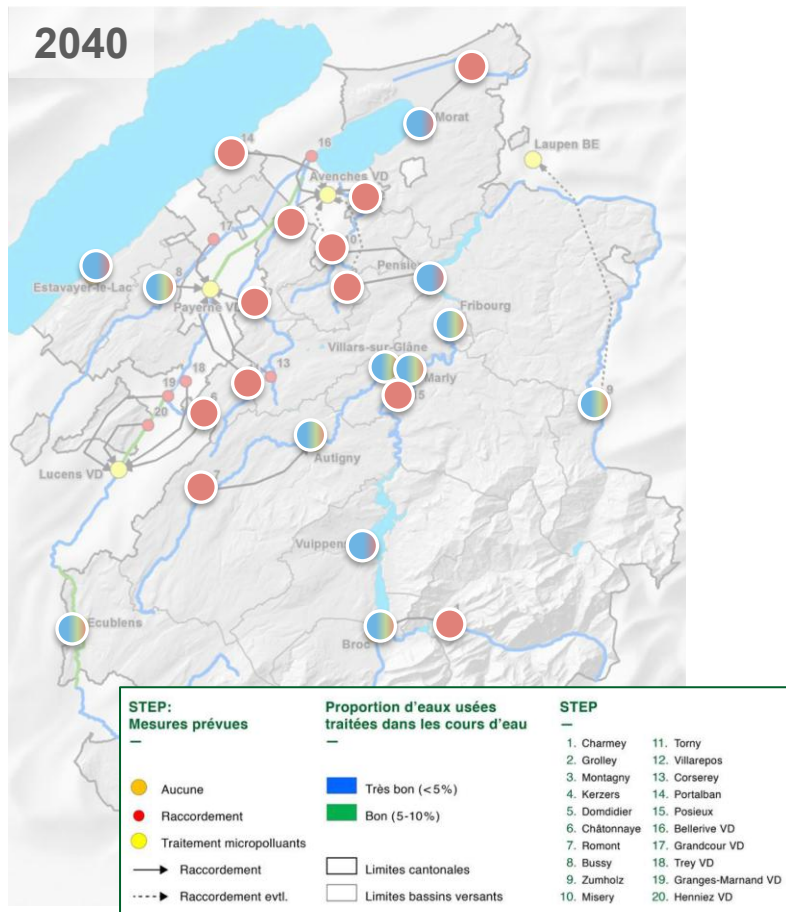 2040
Morat
14
16
Laupen BE
Avenches VD
17
Pensier
Estavayer-le-Lac
8
Payerne VD
Fribourg
Villars-sur-Glâne
18
13
Marly
19
6
5
9
20
Autigny
Lucens VD
7
Vuippens
Ecublens
Broc
STEP:
Mesures prévues
—
Aucune
Raccordement
Traitement micropolluants
Raccordement
Raccordement evtl.
Proportion d'eaux usées
traitées dans les cours d'eau
—
Très bon (<5%)
Bon (5-10%)
Limites cantonales
Limites bassins versants
STEP
—
1. Charmey
2. Grolley
3. Montagny
4. Kerzers
5. Domdidier
6. Châtonnaye
7. Romont
8. Bussy
9. Zumholz
10. Misery
11. Torny
12. Villarepos
13. Corserey
14. Portalban
15. Posieux
16. Bellerive VD
17. Grandcour VD
18. Trey VD
19. Granges-Marnand VD
20. Henniez VD